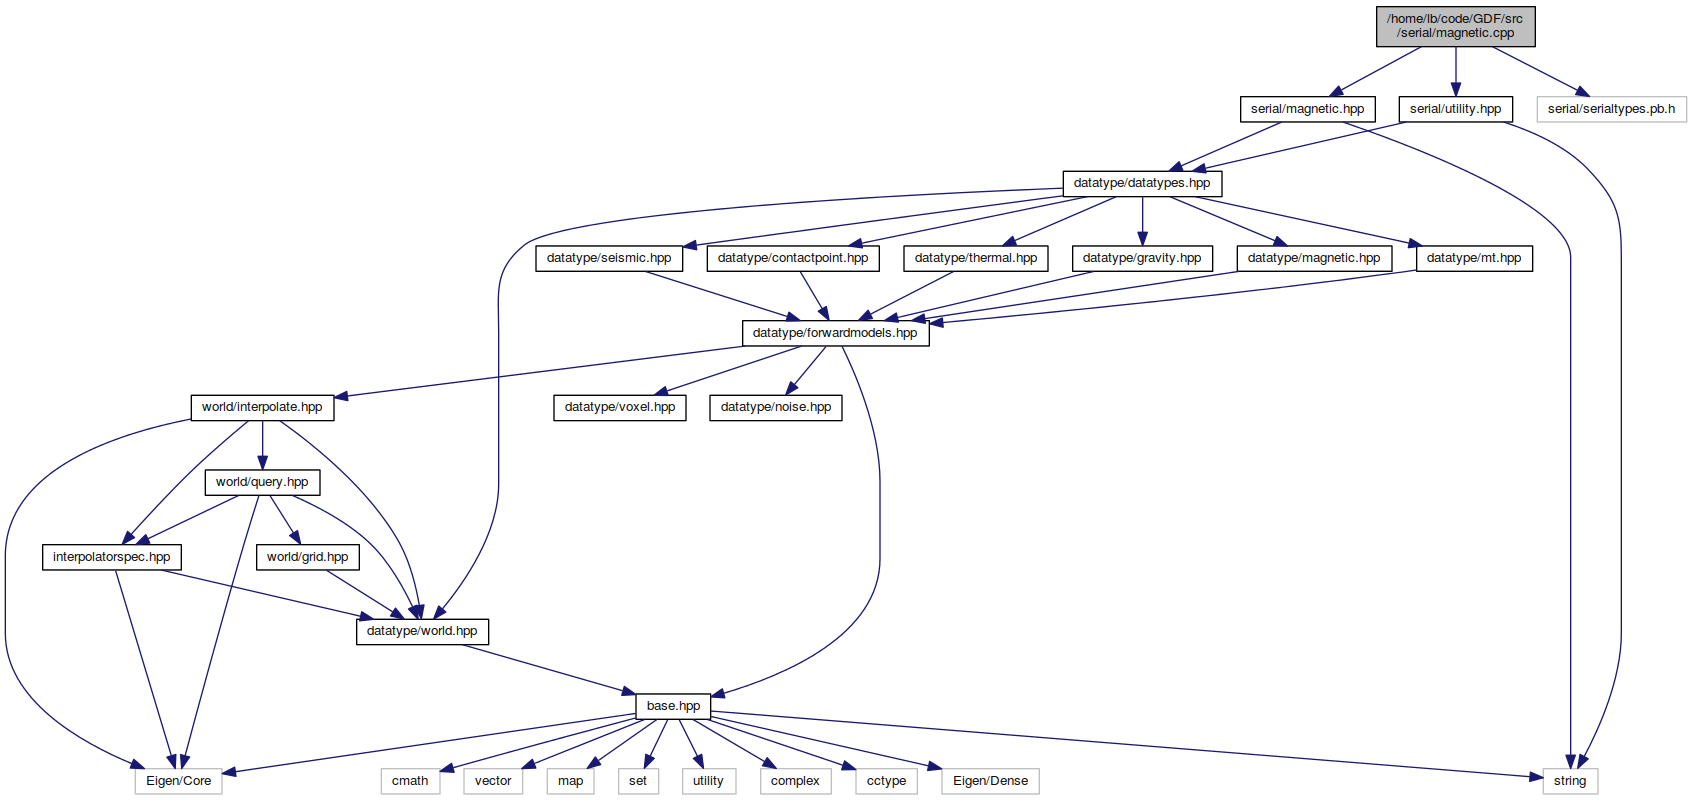 /home/lb/code/GDF/src
/serial/magnetic.cpp
serial/magnetic.hpp
serial/utility.hpp
serial/serialtypes.pb.h
datatype/datatypes.hpp
datatype/seismic.hpp
datatype/contactpoint.hpp
datatype/thermal.hpp
datatype/gravity.hpp
datatype/magnetic.hpp
datatype/mt.hpp
datatype/forwardmodels.hpp
world/interpolate.hpp
datatype/voxel.hpp
datatype/noise.hpp
world/query.hpp
interpolatorspec.hpp
world/grid.hpp
datatype/world.hpp
base.hpp
Eigen/Core
cmath
vector
map
set
utility
complex
cctype
Eigen/Dense
string